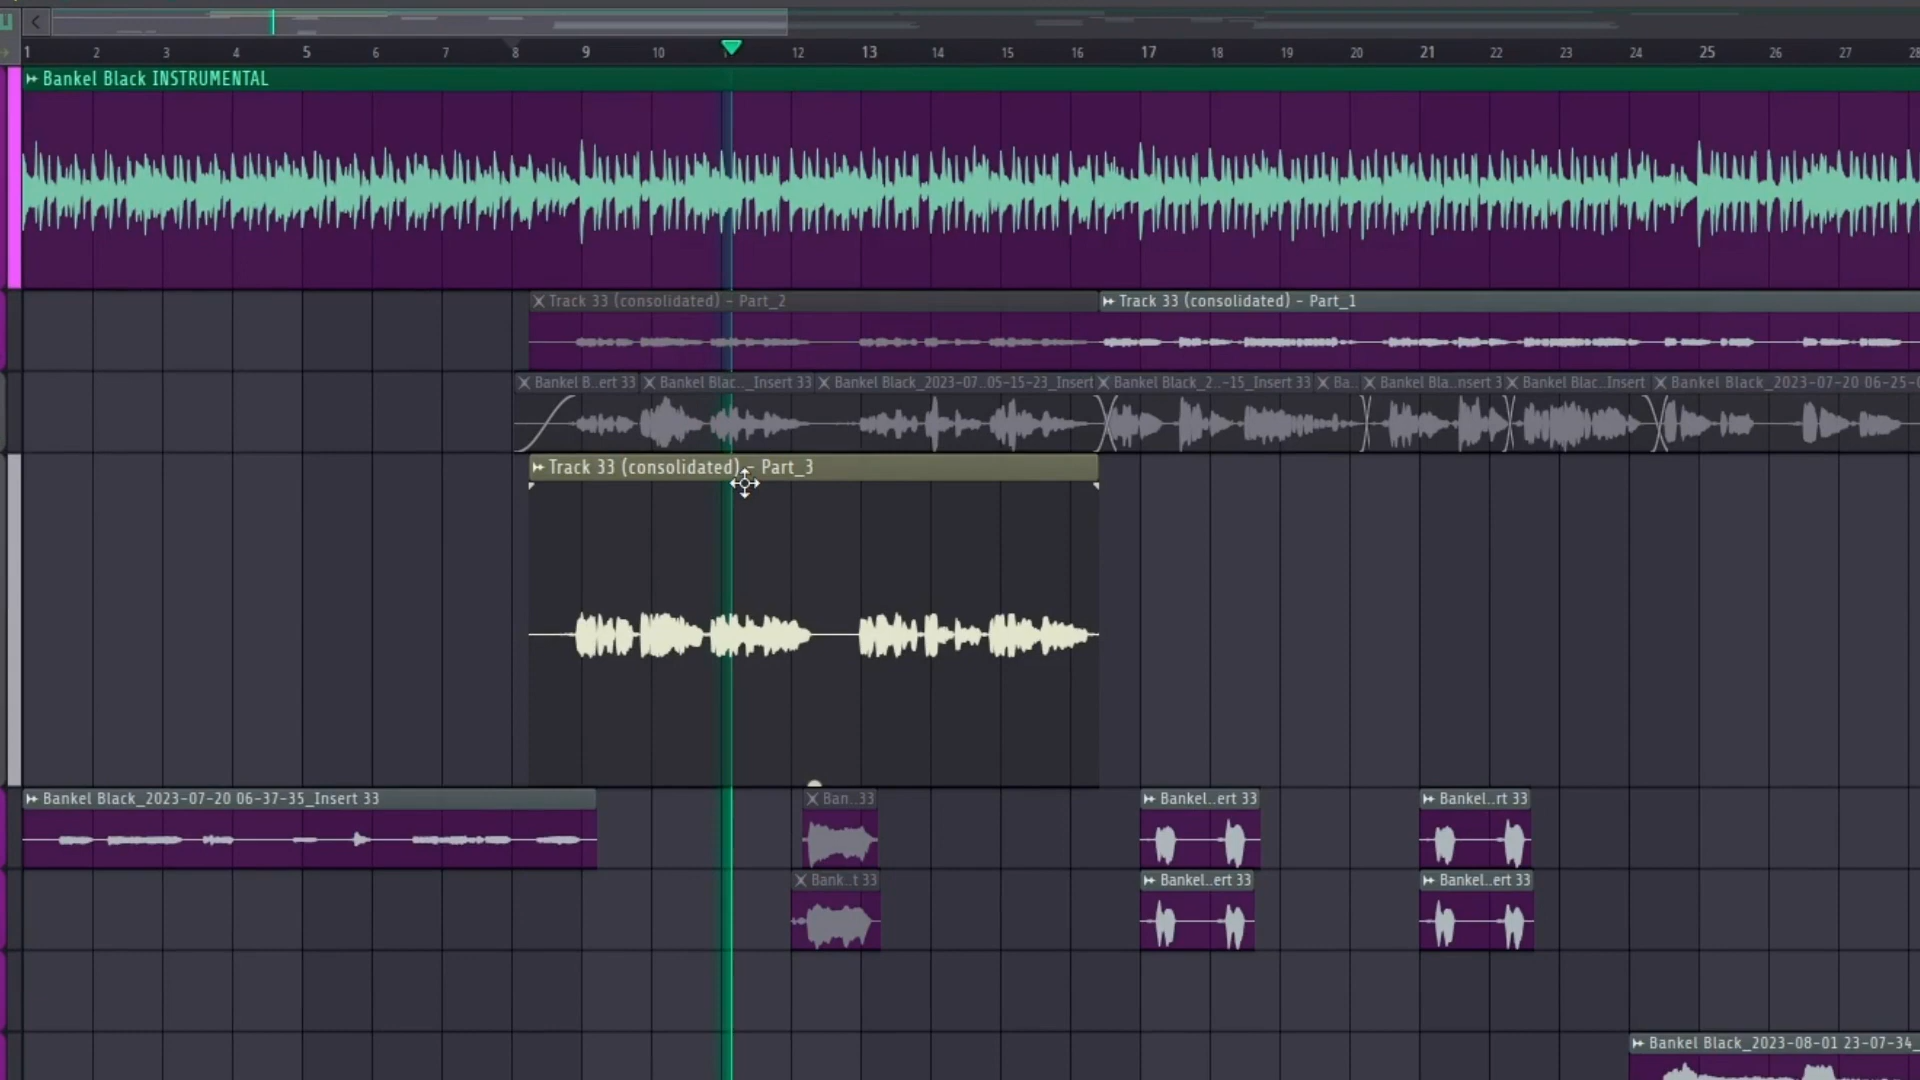 1 2 3 4 5 6 7 8 9 10 12 13 14 15 16 17 18 19 20 21 22 23 24 25 26 27 28
Bankel Black INSTRUMENTAL
Track 33 (consolidated) - Part_2
Track 33 (consolidated) - Part_1
Bankel B..ert 33
Bankel Blac.._Insert 33
Bankel Black_2023-07..05-15-23_Insert
Bankel Black_2..-15_Insert 33
Ba..
Bankel Bla..nsert 3
Bankel Blac..Insert
Bankel Black_2023-07-20 06-25-
Track 33 (consolidated) - Part_3
Bankel Black_2023-07-20 06-37-35_Insert 33
Ban..33
Bankel..ert 33
Bankel..rt 33
Bank..t 33
Bankel..ert 33
Bankel..ert 33
Bankel Black_2023-08-01 23-07-34_